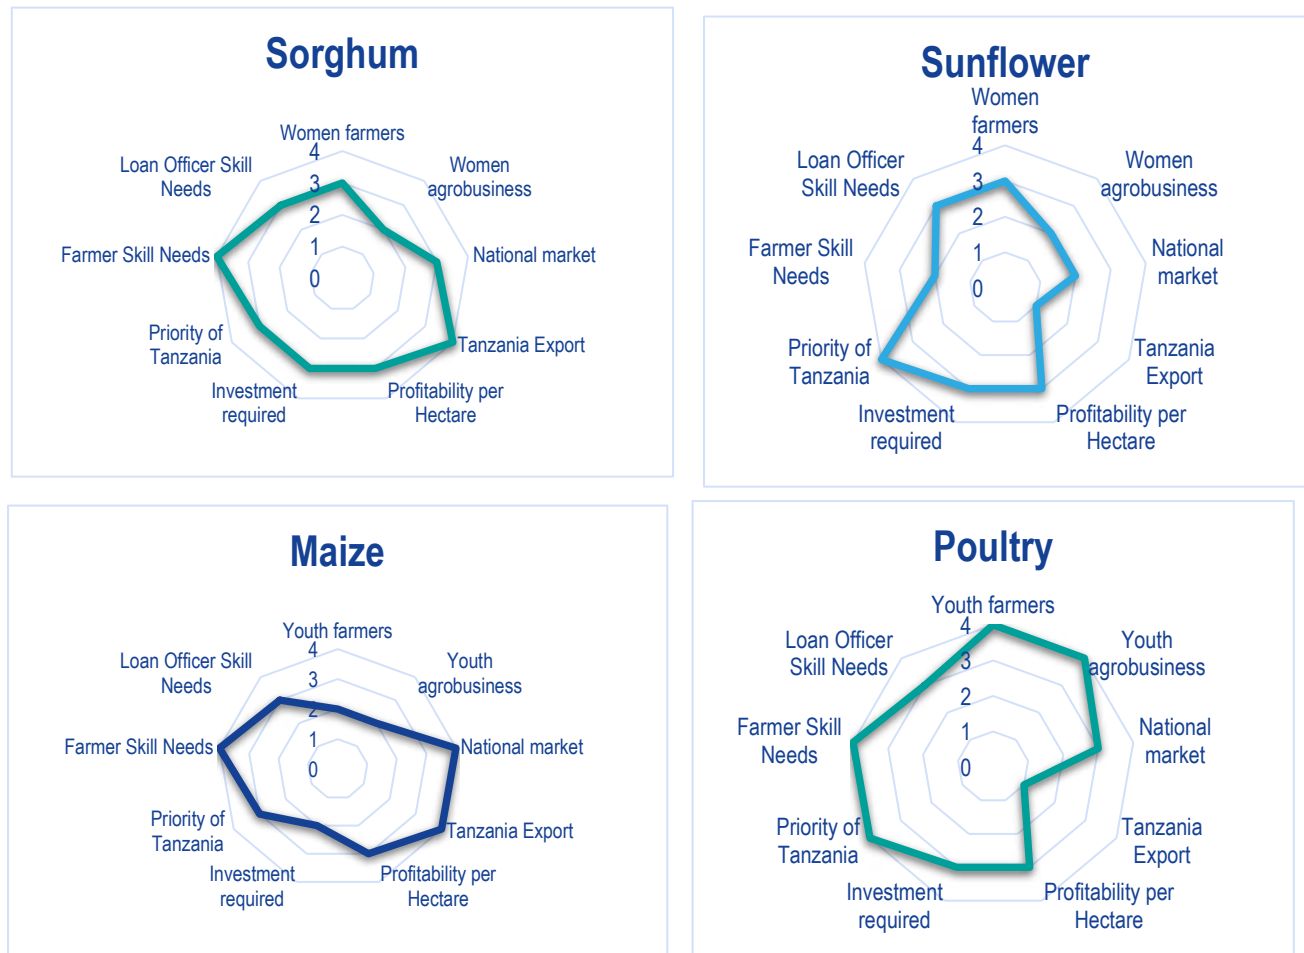 Sorghum
Women farmers
Women
agrobusiness
National market
Tanzania Export
Profitability per
Hectare
Investment
required
Priority of
Tanzania
Farmer Skill Needs
Loan Officer Skill
Needs
4
3
2
1
0
Sunflower
Women
farmers
Women
agrobusiness
National
market
Tanzania
Export
Profitability per
Hectare
Investment
required
Priority of
Tanzania
Farmer Skill
Needs
Loan Officer
Skill Needs
4
3
2
1
0
Maize
Youth farmers
Youth
agrobusiness
National market
Tanzania Export
Profitability per
Hectare
Investment
required
Priority of
Tanzania
Farmer Skill Needs
Loan Officer Skill
Needs
4
3
2
1
0
Poultry
Youth farmers
Youth
agrobusiness
National
market
Tanzania
Export
Profitability per
Hectare
Investment
required
Priority of
Tanzania
Farmer Skill
Needs
Loan Officer
Skill Needs
4
3
2
1
0